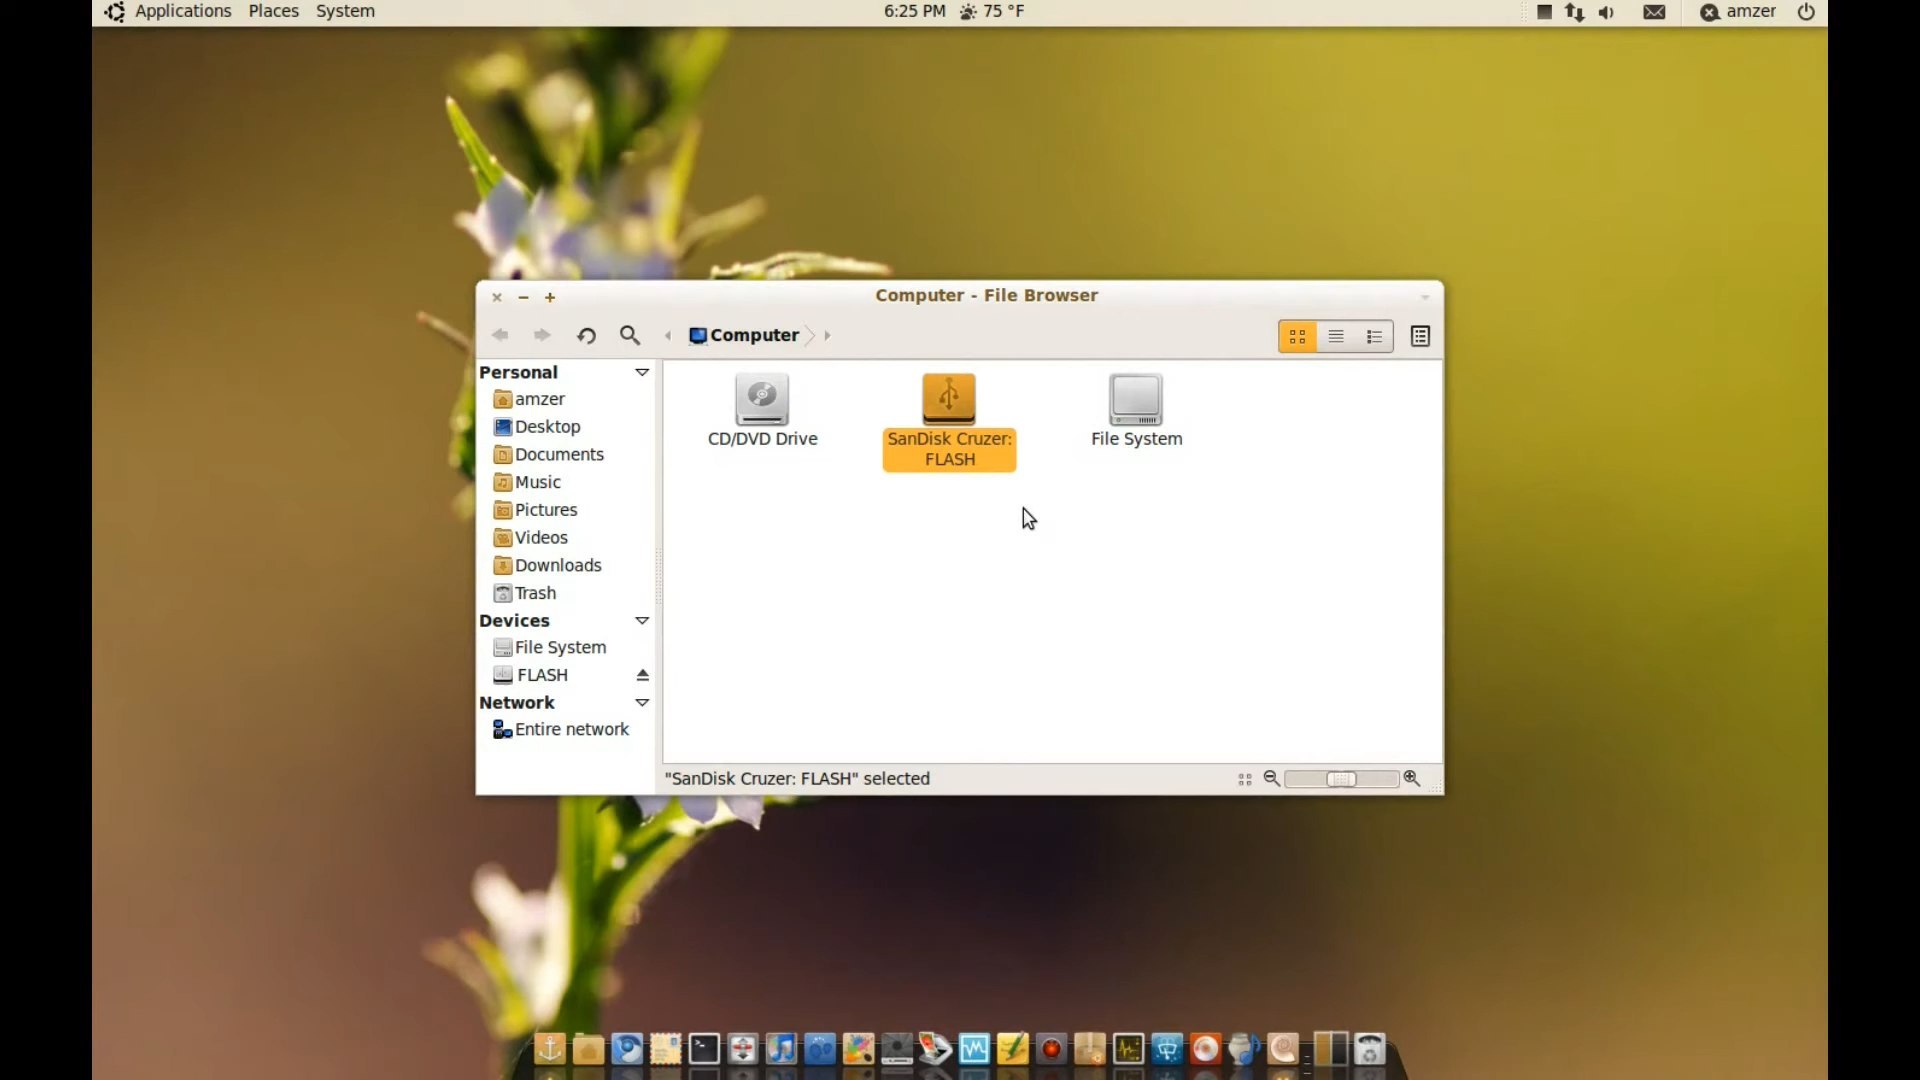 Applications Places System
6:25 PM 75 °F
amzer
Computer - File Browser
Computer
Personal
amzer
Desktop
Documents
Music
Pictures
Videos
Downloads
Trash
Devices
File System
FLASH
Network
Entire network
CD/DVD Drive
SanDisk Cruzer:
FLASH
File System
"SanDisk Cruzer: FLASH" selected